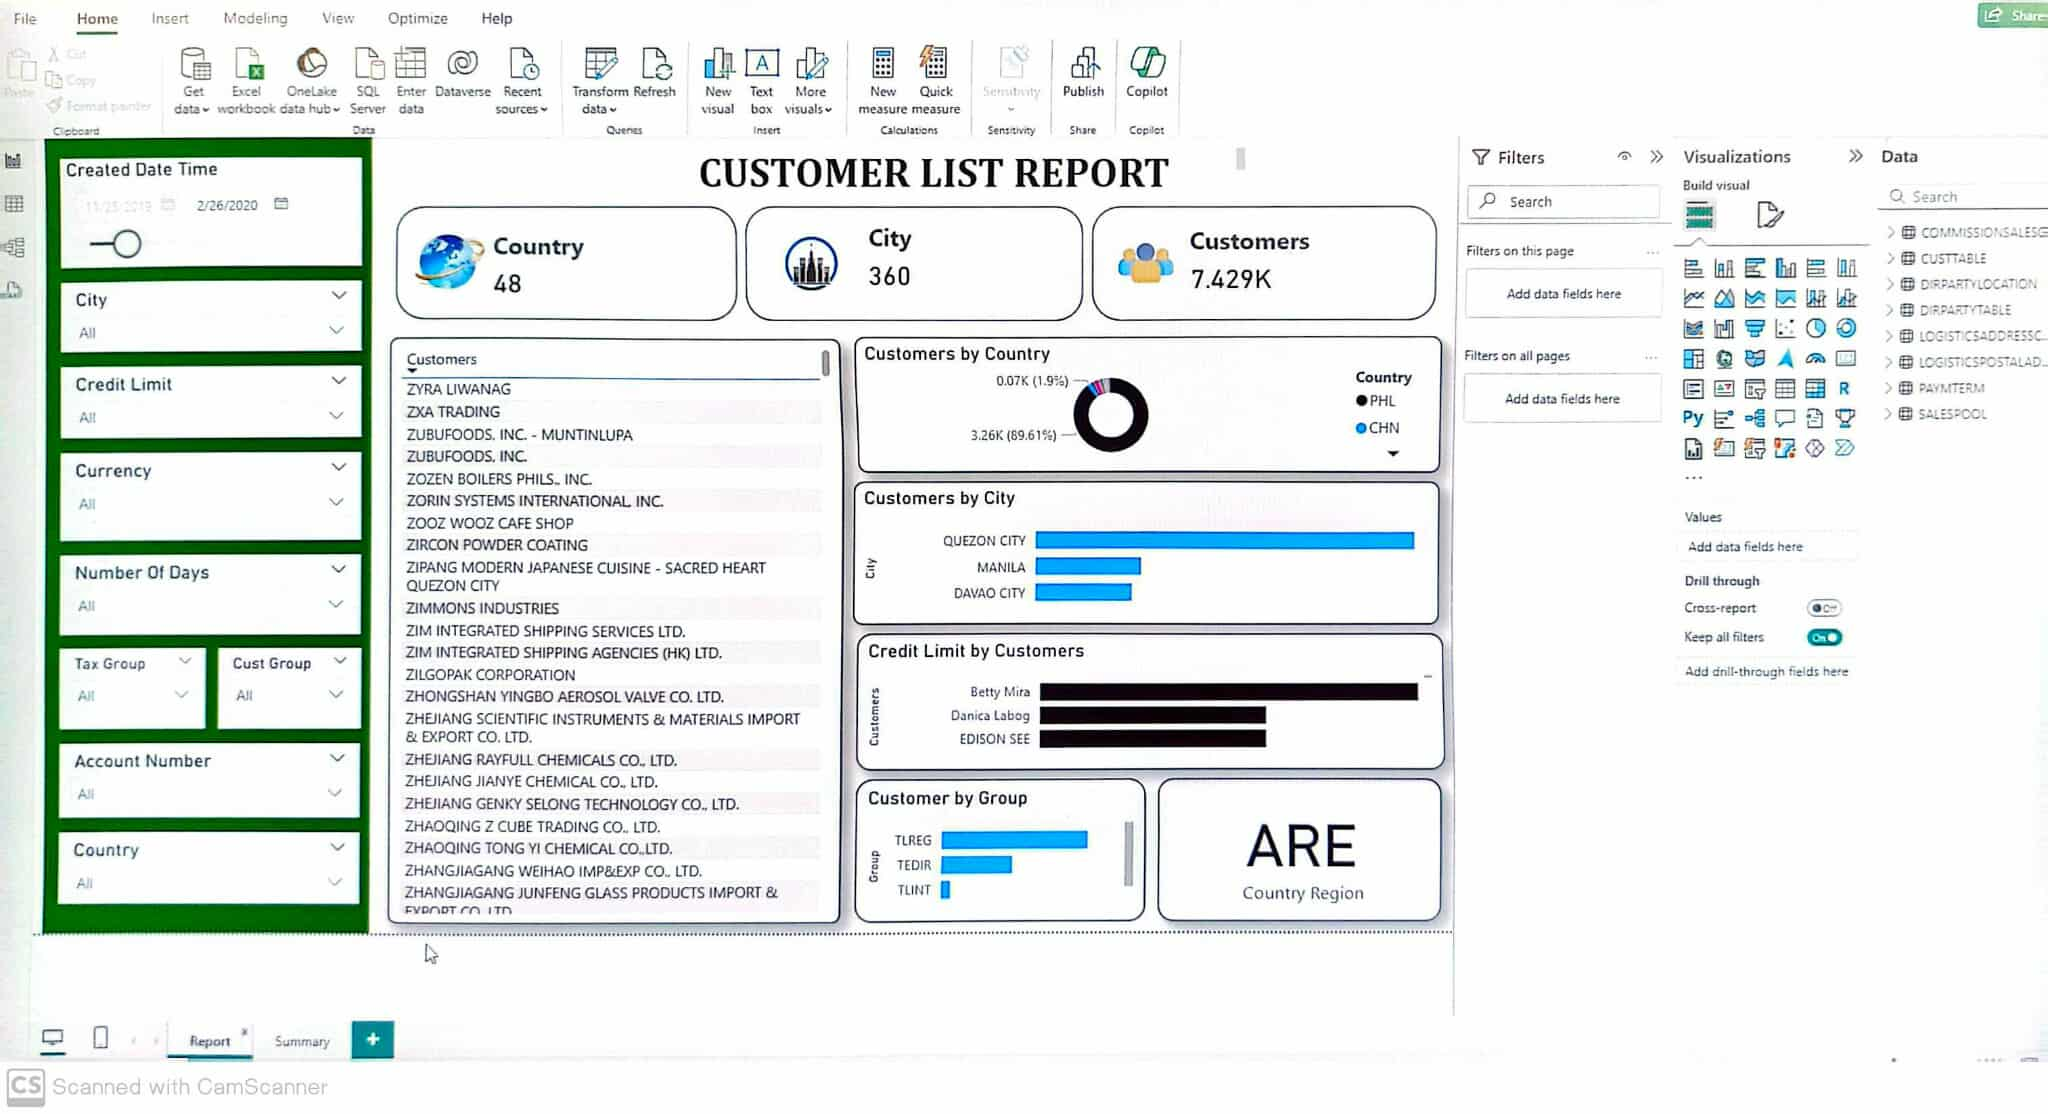 File Home Insert Modeling View Optimize Help
Share
Paste
Cut
Copy
Format painter
Clipboard
Get data
Excel workbook
OneLake data hub
SQL Server
Enter data
Dataverse
Recent sources
Data
Transform data
Refresh
Queries
New visual
Text box
More visuals
Insert
New measure
Quick measure
Calculations
Sensitivity
Sensitivity
Publish
Share
Copilot
Copilot
Created Date Time
2/26/2020
City
All
Credit Limit
All
Currency
All
Number Of Days
All
Tax Group
All
Cust Group
All
Account Number
All
Country
All
CUSTOMER LIST REPORT
Country
48
City
360
Customers
7.429K
Customers
ZYRA LIWANAG
ZXA TRADING
ZUBUFOODS, INC. - MUNTINLUPA
ZUBUFOODS, INC.
ZOZEN BOILERS PHILS., INC.
ZORIN SYSTEMS INTERNATIONAL, INC.
ZOOZ WOOZ CAFE SHOP
ZIRCON POWDER COATING
ZIPANG MODERN JAPANESE CUISINE - SACRED HEART
QUEZON CITY
ZIMMONS INDUSTRIES
ZIM INTEGRATED SHIPPING SERVICES LTD.
ZIM INTEGRATED SHIPPING AGENCIES (HK) LTD.
ZILGOPAK CORPORATION
ZHONGSHAN YINGBO AEROSOL VALVE CO. LTD.
ZHEJIANG SCIENTIFIC INSTRUMENTS & MATERIALS IMPORT
& EXPORT CO. LTD.
ZHEJIANG RAYFULL CHEMICALS CO., LTD.
ZHEJIANG JIANYE CHEMICAL CO., LTD.
ZHEJIANG GENKY SELONG TECHNOLOGY CO., LTD.
ZHAOQING Z CUBE TRADING CO., LTD.
ZHAOQING TONG YI CHEMICAL CO.,LTD.
ZHANGJIAGANG WEIHAO IMP&EXP CO., LTD.
ZHANGJIAGANG JUNFENG GLASS PRODUCTS IMPORT &
EXPORT CO., LTD
Customers by Country
0.07K (1.9%)
3.26K (89.61%)
Country
PHL
CHN
Customers by City
City
QUEZON CITY
MANILA
DAVAO CITY
Credit Limit by Customers
Customers
Betty Mira
Danica Labog
EDISON SEE
Customer by Group
Group
TLREG
TEDIR
TLINT
ARE
Country Region
Filters
Search
Filters on this page
Add data fields here
Filters on all pages
Add data fields here
Visualizations
Build visual
R
Py
Values
Add data fields here
Drill through
Cross-report
Off
Keep all filters
On
Add drill-through fields here
Data
Search
COMMISSIONSALESG
CUSTTABLE
DIRPARTYLOCATION
DIRPARTYTABLE
LOGISTICSADDRESSC...
LOGISTICSPOSTALAD...
PAYMTERM
SALESPOOL
Report
Summary
CS Scanned with CamScanner